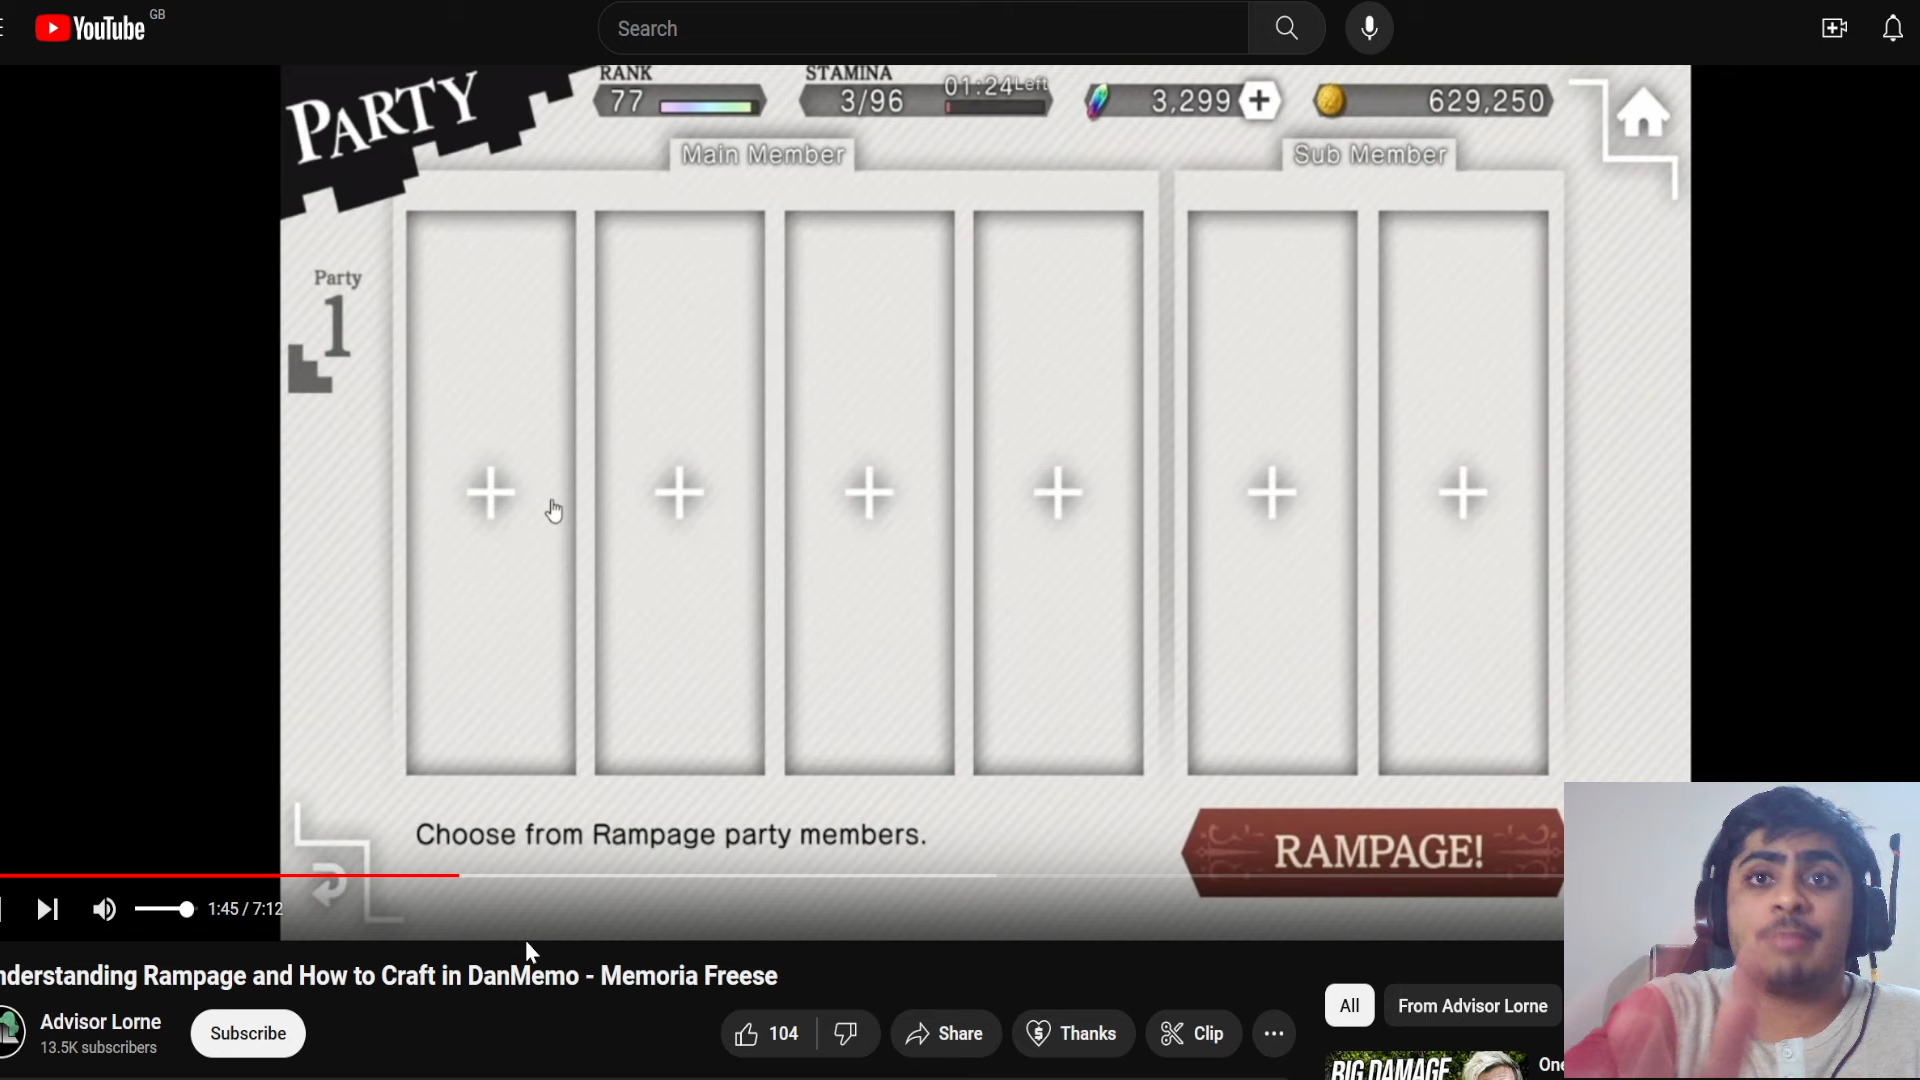 YouTube GB
Search
PARTY
RANK
77
STAMINA
3/96
01:24Left
3,299
629,250
Main Member
Sub Member
Party
1
Choose from Rampage party members.
RAMPAGE!
1:45 / 7:12
nderstanding Rampage and How to Craft in DanMemo - Memoria Freese
Advisor Lorne
13.5K subscribers
Subscribe
104
Share
Thanks
Clip
All
From Advisor Lorne
BIG DAMAGE
One